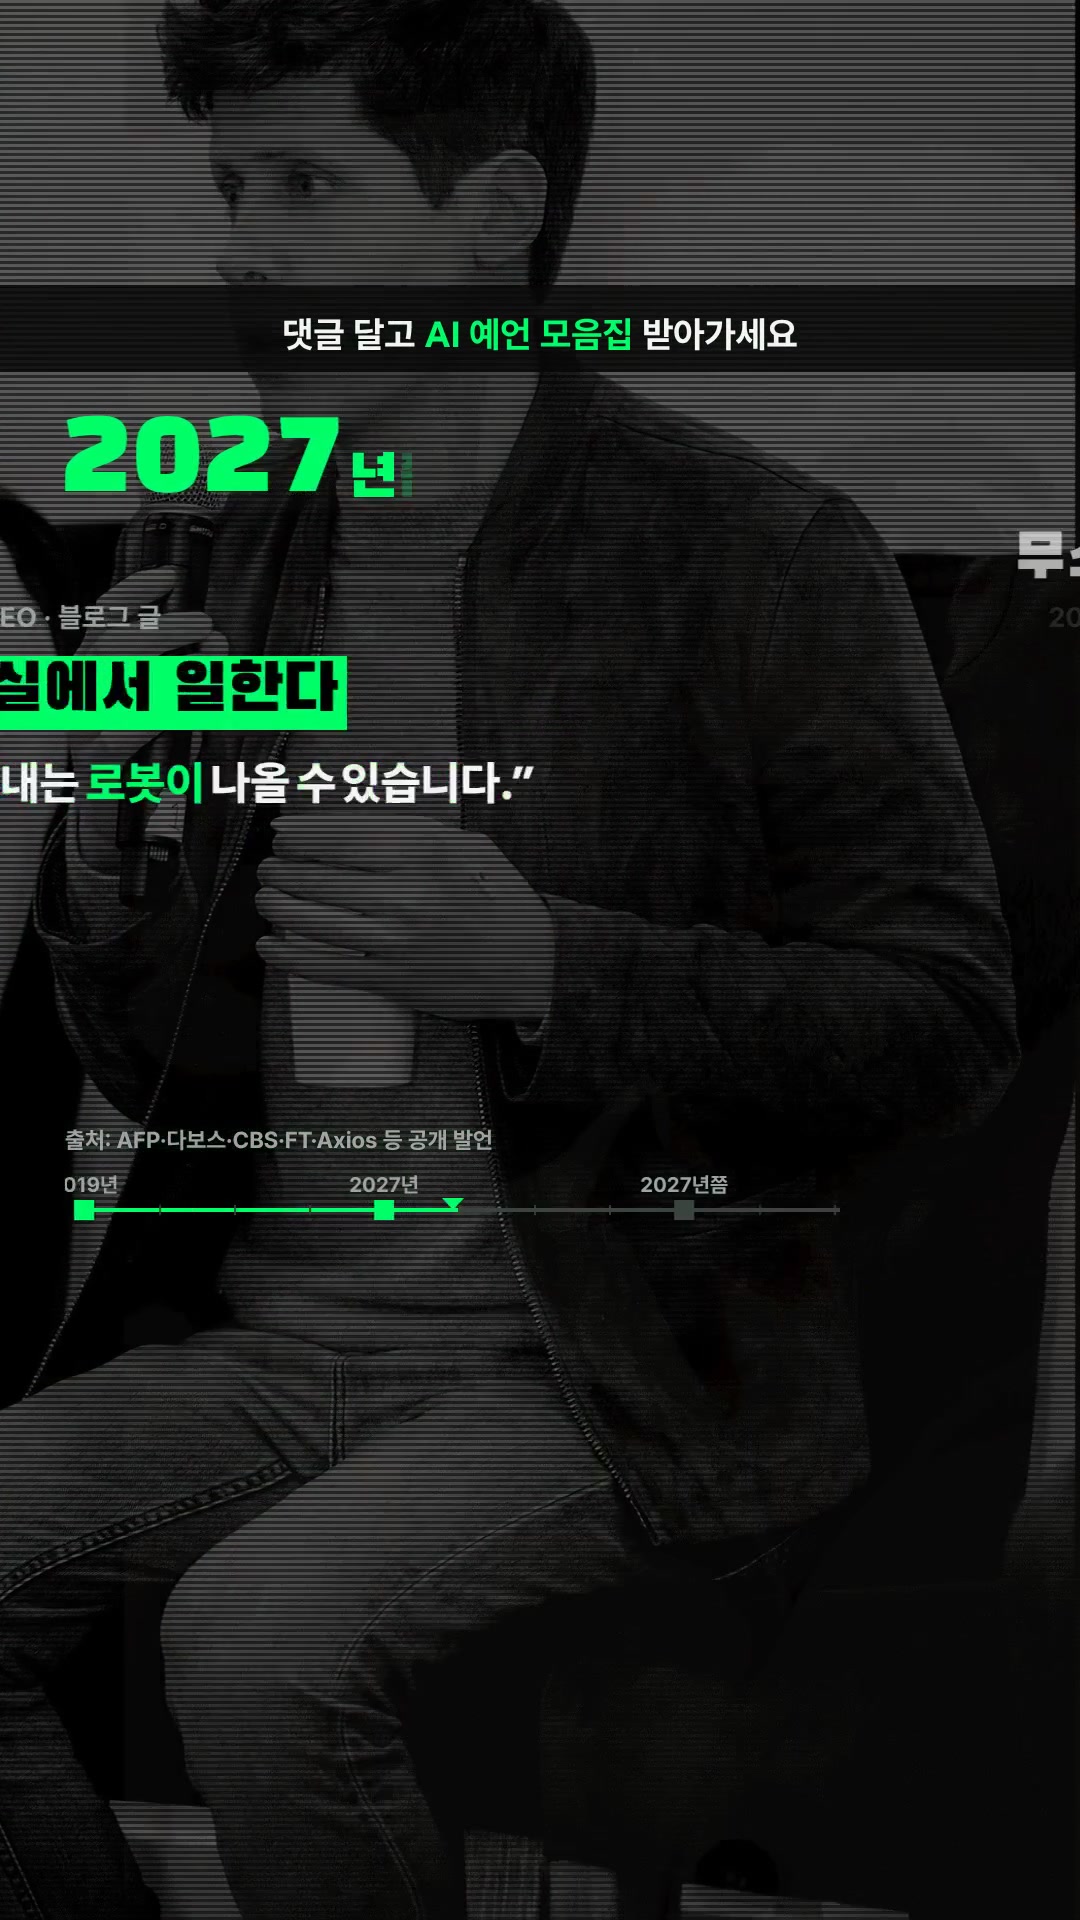 댓글 달고 AI 예언 모음집 받아가세요
2027년
무
EO · 블로그 글
20
실에서 일한다
내는 로봇이 나올 수 있습니다.”
출처: AFP·다보스·CBS·FT·Axios 등 공개 발언
019년 2027년 2027년쯤